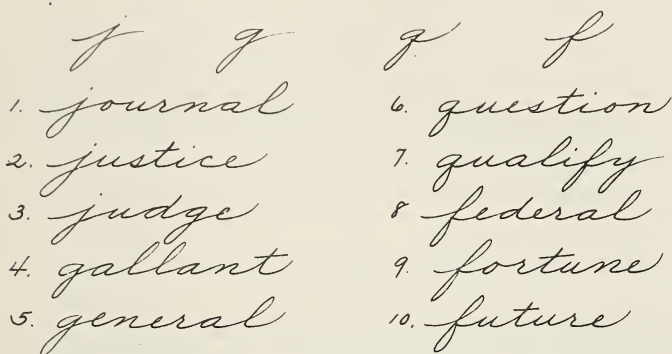 j g q f
1. journal
2. justice
3. judge
4. gallant
5. general
6. question
7. qualify
8 federal
9. fortune
10. future